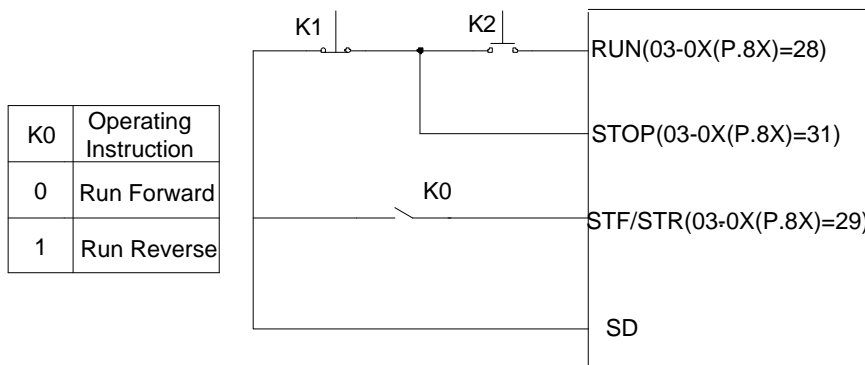 K1
K2
RUN(03-0X(P.8X)=28)
STOP(03-0X(P.8X)=31)
K0
STF/STR(03-0X(P.8X)=29)
SD
K0 Operating
Instruction
0 Run Forward
1 Run Reverse